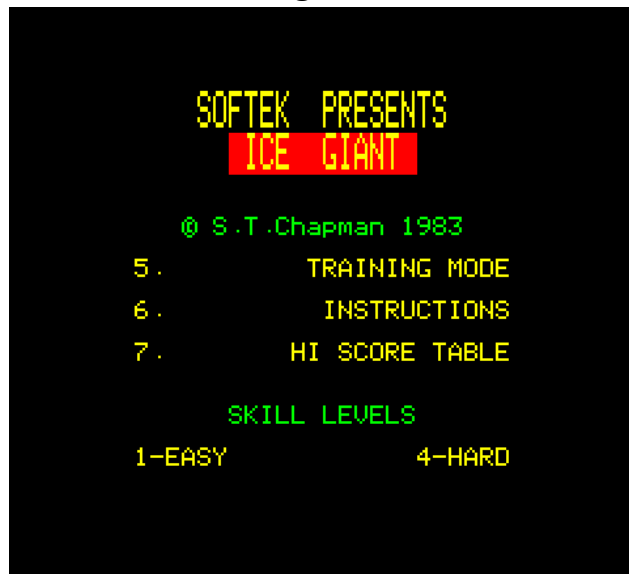 SOFTEK PRESENTS
ICE GIANT
© S.T.Chapman 1983
5. TRAINING MODE
6. INSTRUCTIONS
7. HI SCORE TABLE
SKILL LEVELS
1-EASY 4-HARD